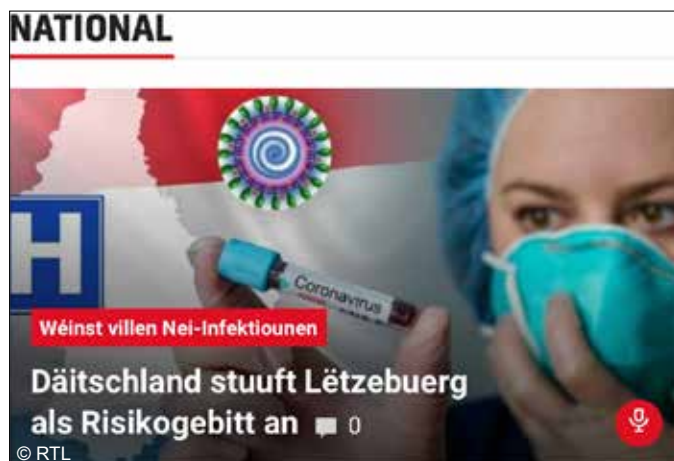 NATIONAL
H
Coronavirus
Wéinst villen Nei-Infektiounen
Däitschland stuuft Lëtzebuerg
als Risikogebitt an 0
© RTL